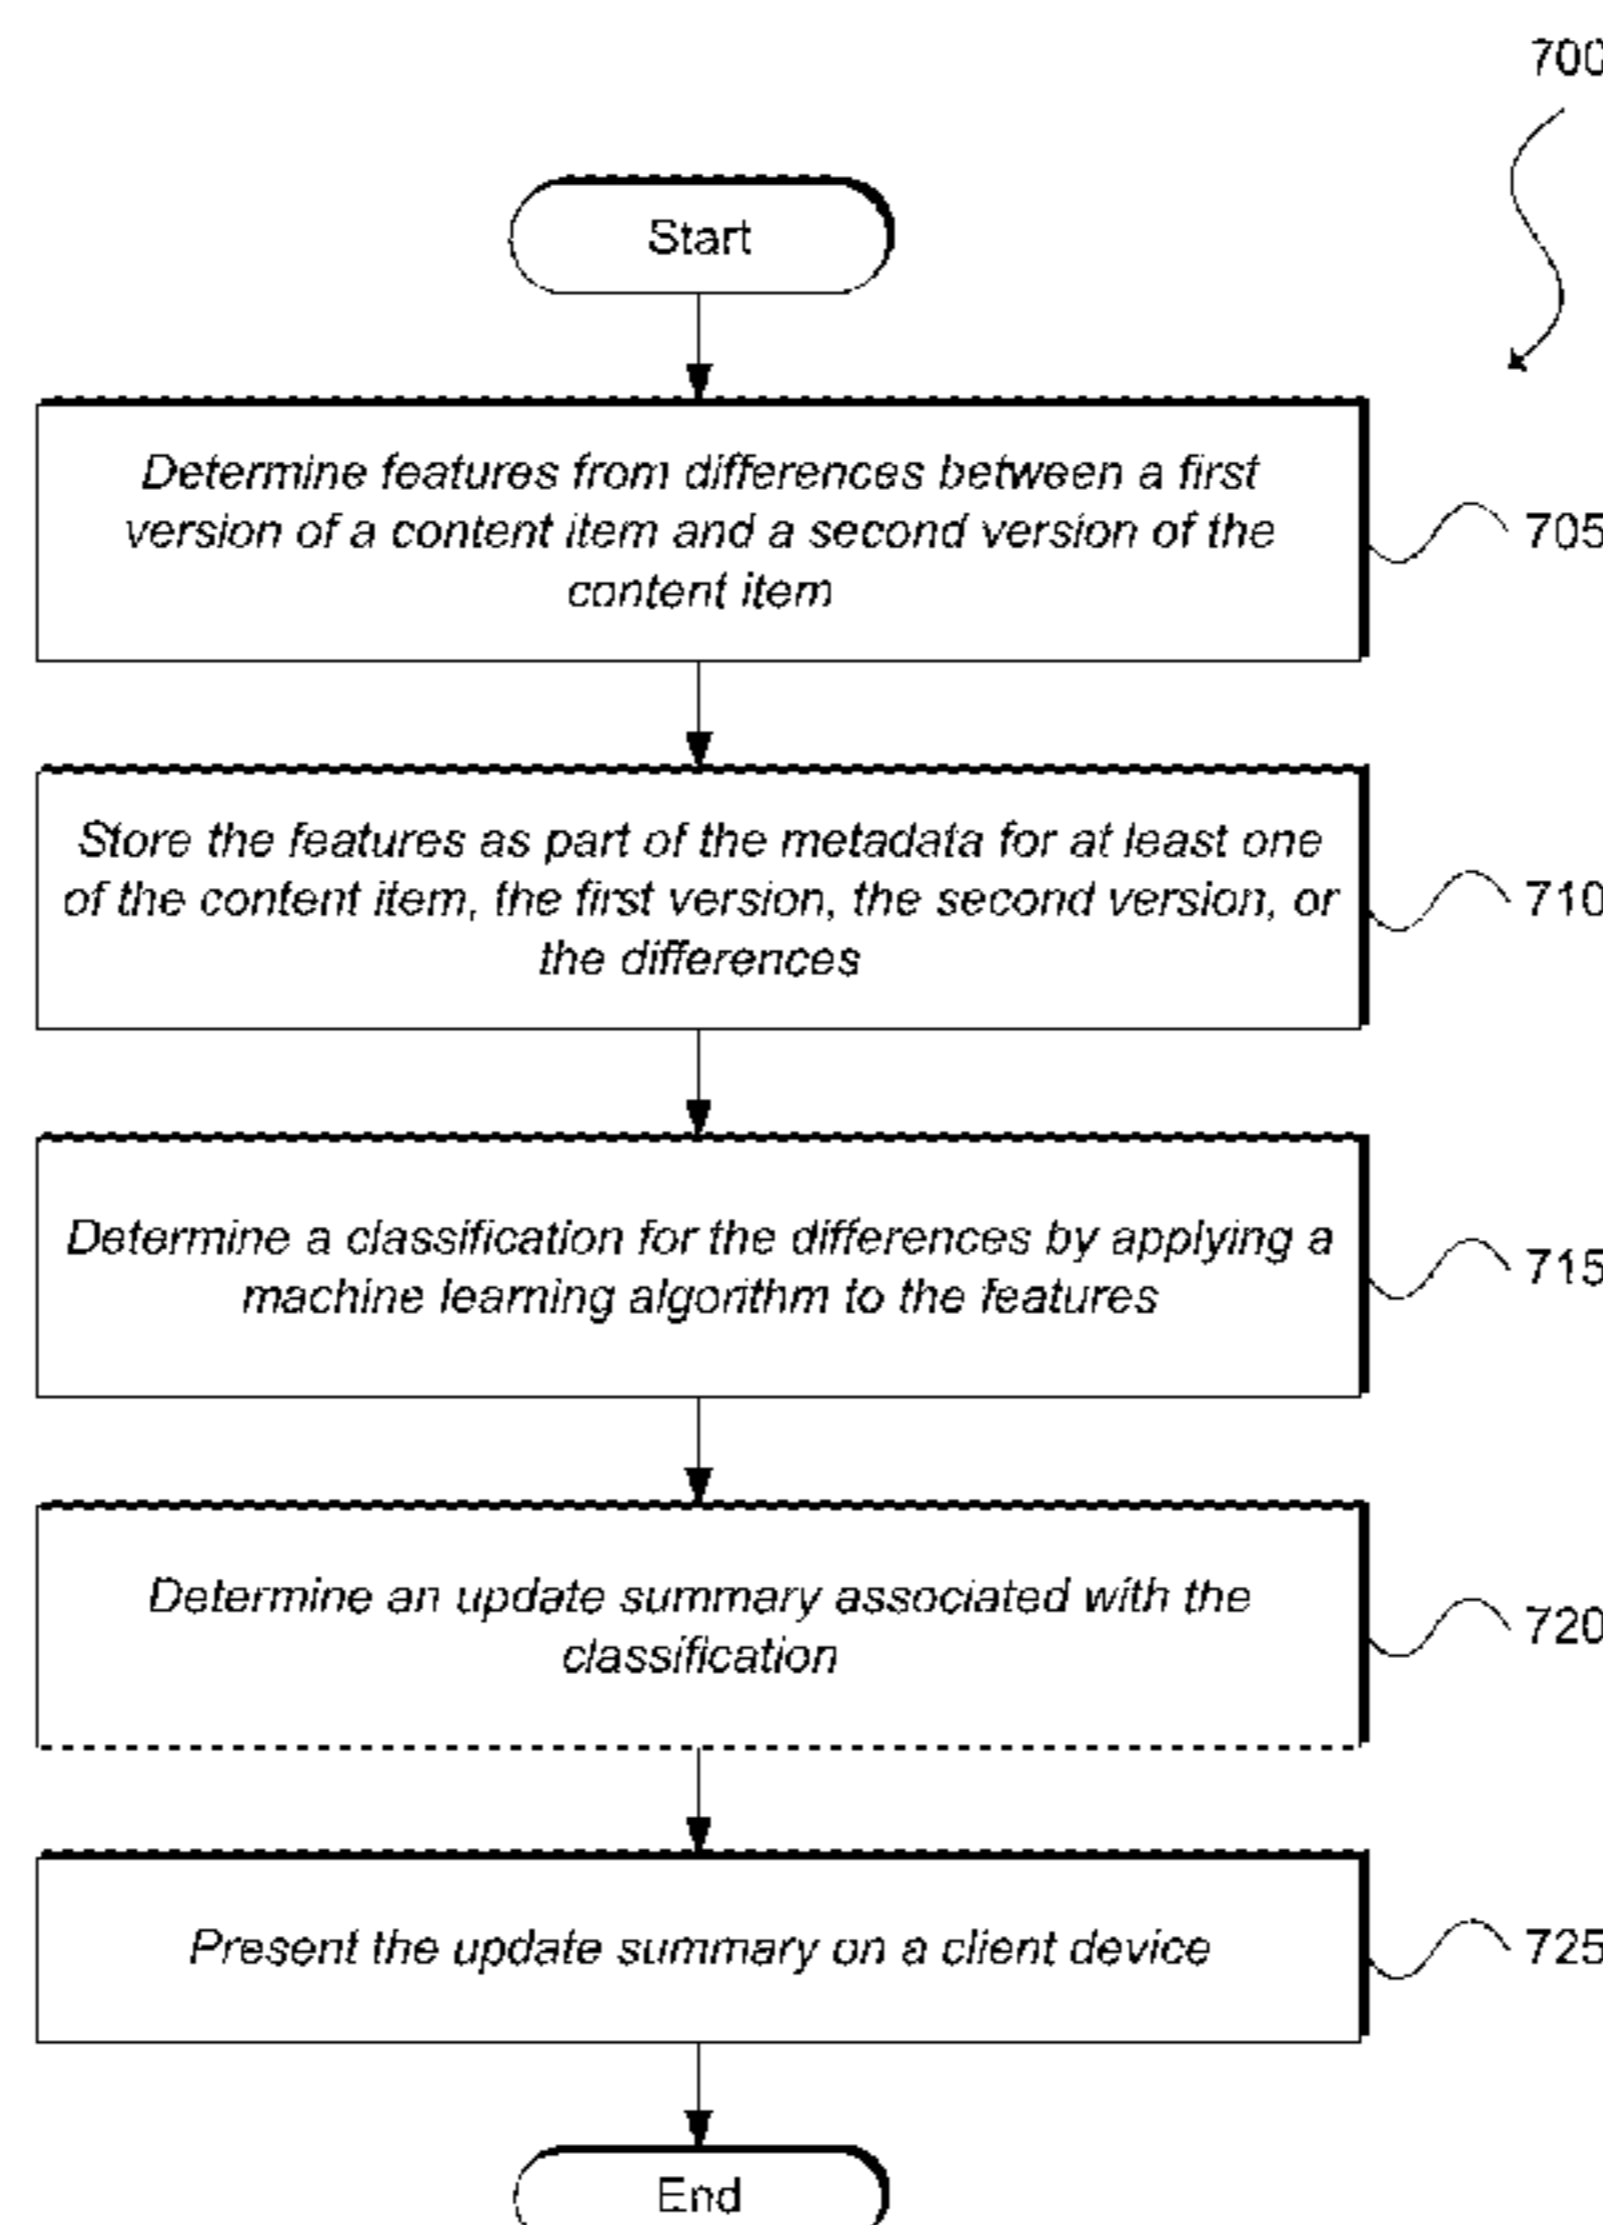 700
Start
Determine features from differences between a first
version of a content item and a second version of the
content item
705
Store the features as part of the metadata for at least one
of the content item, the first version, the second version, or
the differences
710
Determine a classification for the differences by applying a
machine learning algorithm to the features
715
Determine an update summary associated with the
classification
720
Present the update summary on a client device
725
End